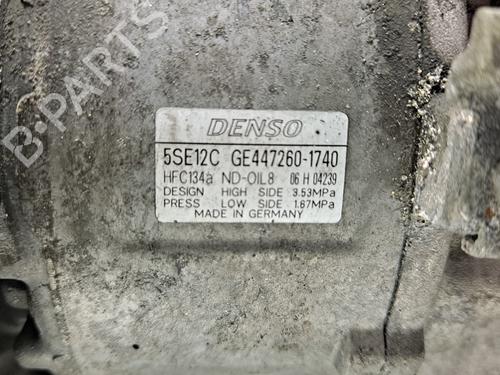 B-PARTS
DENSO
5SE12C GE447260-1740
HFC134a ND-OIL8 06 H 04239
DESIGN HIGH SIDE 3.53MPa
PRESS LOW SIDE 1.67MPa
MADE IN GERMANY